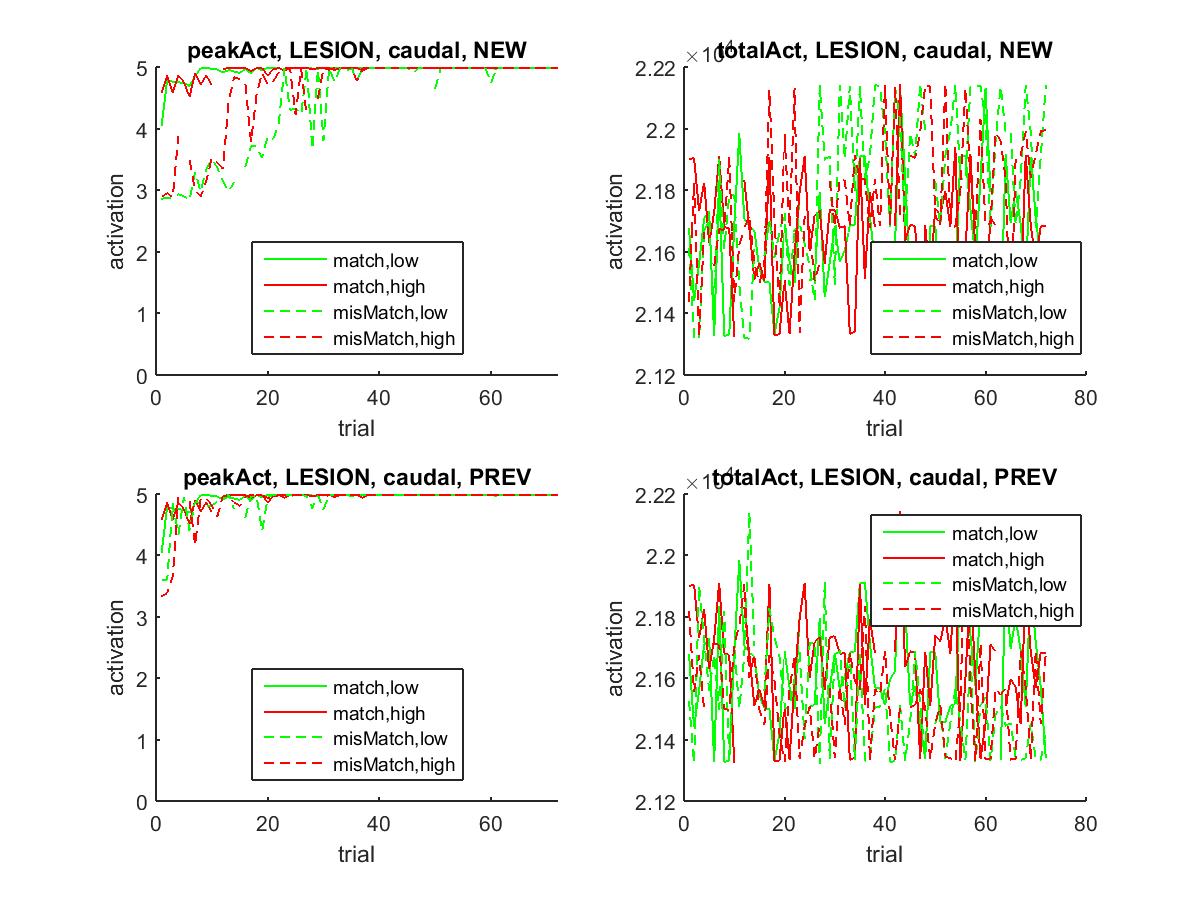 peakAct, LESION, caudal, NEW
5
4
3
2
1
0
activation
match,low
match,high
misMatch,low
misMatch,high
0 20 40 60
trial
totalAct, LESION, caudal, NEW
2.22
2.2
2.18
2.16
2.14
2.12
activation
match,low
match,high
misMatch,low
misMatch,high
0 20 40 60 80
trial
peakAct, LESION, caudal, PREV
5
4
3
2
1
0
activation
match,low
match,high
misMatch,low
misMatch,high
0 20 40 60
trial
totalAct, LESION, caudal, PREV
2.22
2.2
2.18
2.16
2.14
2.12
activation
match,low
match,high
misMatch,low
misMatch,high
0 20 40 60 80
trial